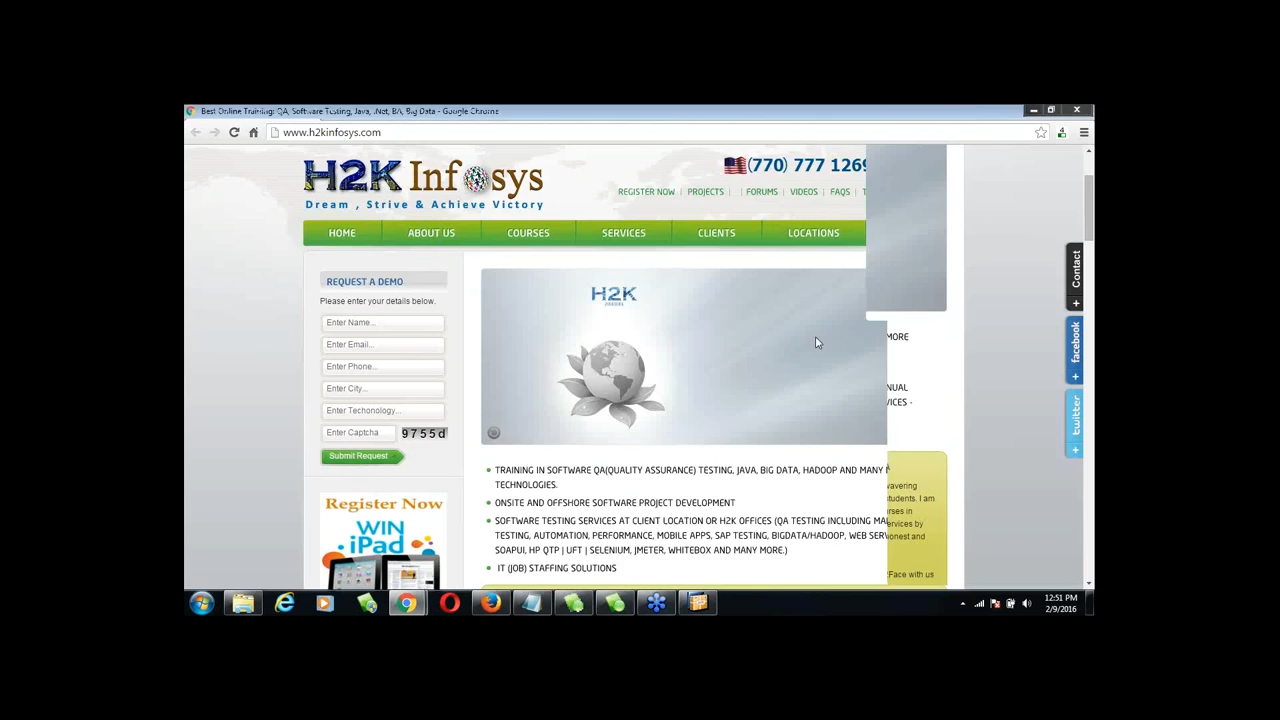 Best Online Training: QA, Software Testing, Java, .Net, BA, Big Data - Google Chrome
www.h2kinfosys.com
H2K Infosys
Dream , Strive & Achieve Victory
(770) 777 1269
REGISTER NOW | PROJECTS | | FORUMS | VIDEOS | FAQS |
HOME ABOUT US COURSES SERVICES CLIENTS LOCATIONS
REQUEST A DEMO
Please enter your details below.
Enter Name...
Enter Email...
Enter Phone...
Enter City...
Enter Techonology...
Enter Captcha 9755d
Submit Request
Register Now
WIN
iPad
H2K
MORE
NUAL
VICES -
TRAINING IN SOFTWARE QA(QUALITY ASSURANCE) TESTING, JAVA, BIG DATA, HADOOP AND MANY
TECHNOLOGIES.
ONSITE AND OFFSHORE SOFTWARE PROJECT DEVELOPMENT
SOFTWARE TESTING SERVICES AT CLIENT LOCATION OR H2K OFFICES (QA TESTING INCLUDING MA
TESTING, AUTOMATION, PERFORMANCE, MOBILE APPS, SAP TESTING, BIGDATA/HADOOP, WEB SERV
SOAPUI, HP QTP | UFT | SELENIUM, JMETER, WHITEBOX AND MANY MORE.)
IT (JOB) STAFFING SOLUTIONS
wavering
students. I am
urses in
ervices by
onest and
2Face with us
Contact
facebook
twitter
12:51 PM
2/9/2016